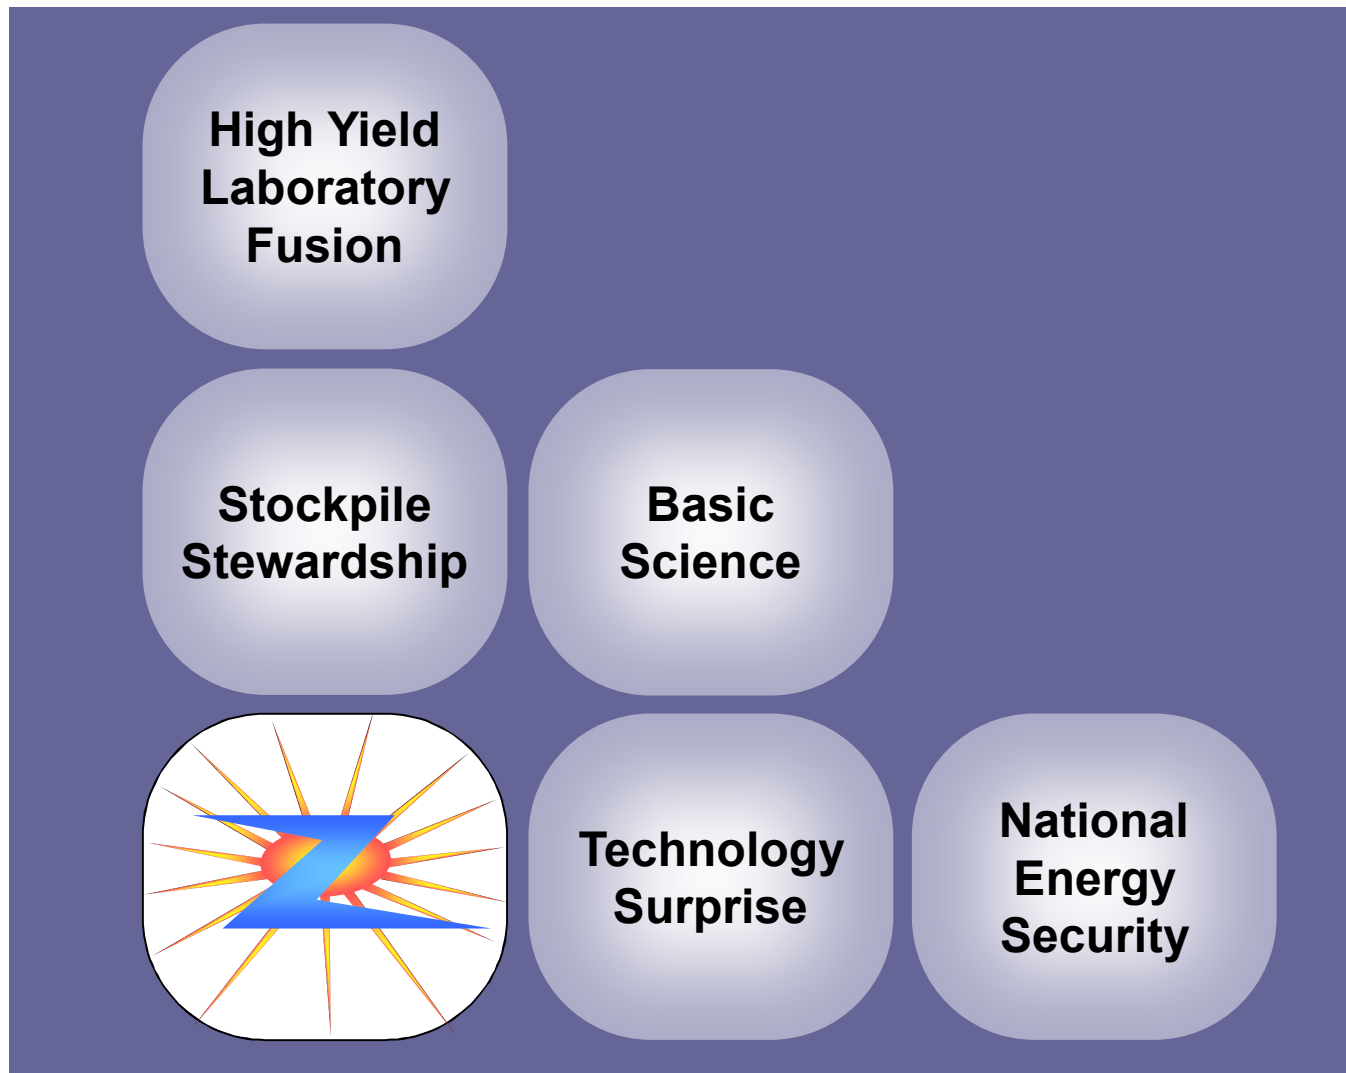 High Yield
Laboratory
Fusion
Stockpile
Stewardship
Basic
Science
Z
Technology
Surprise
National
Energy
Security